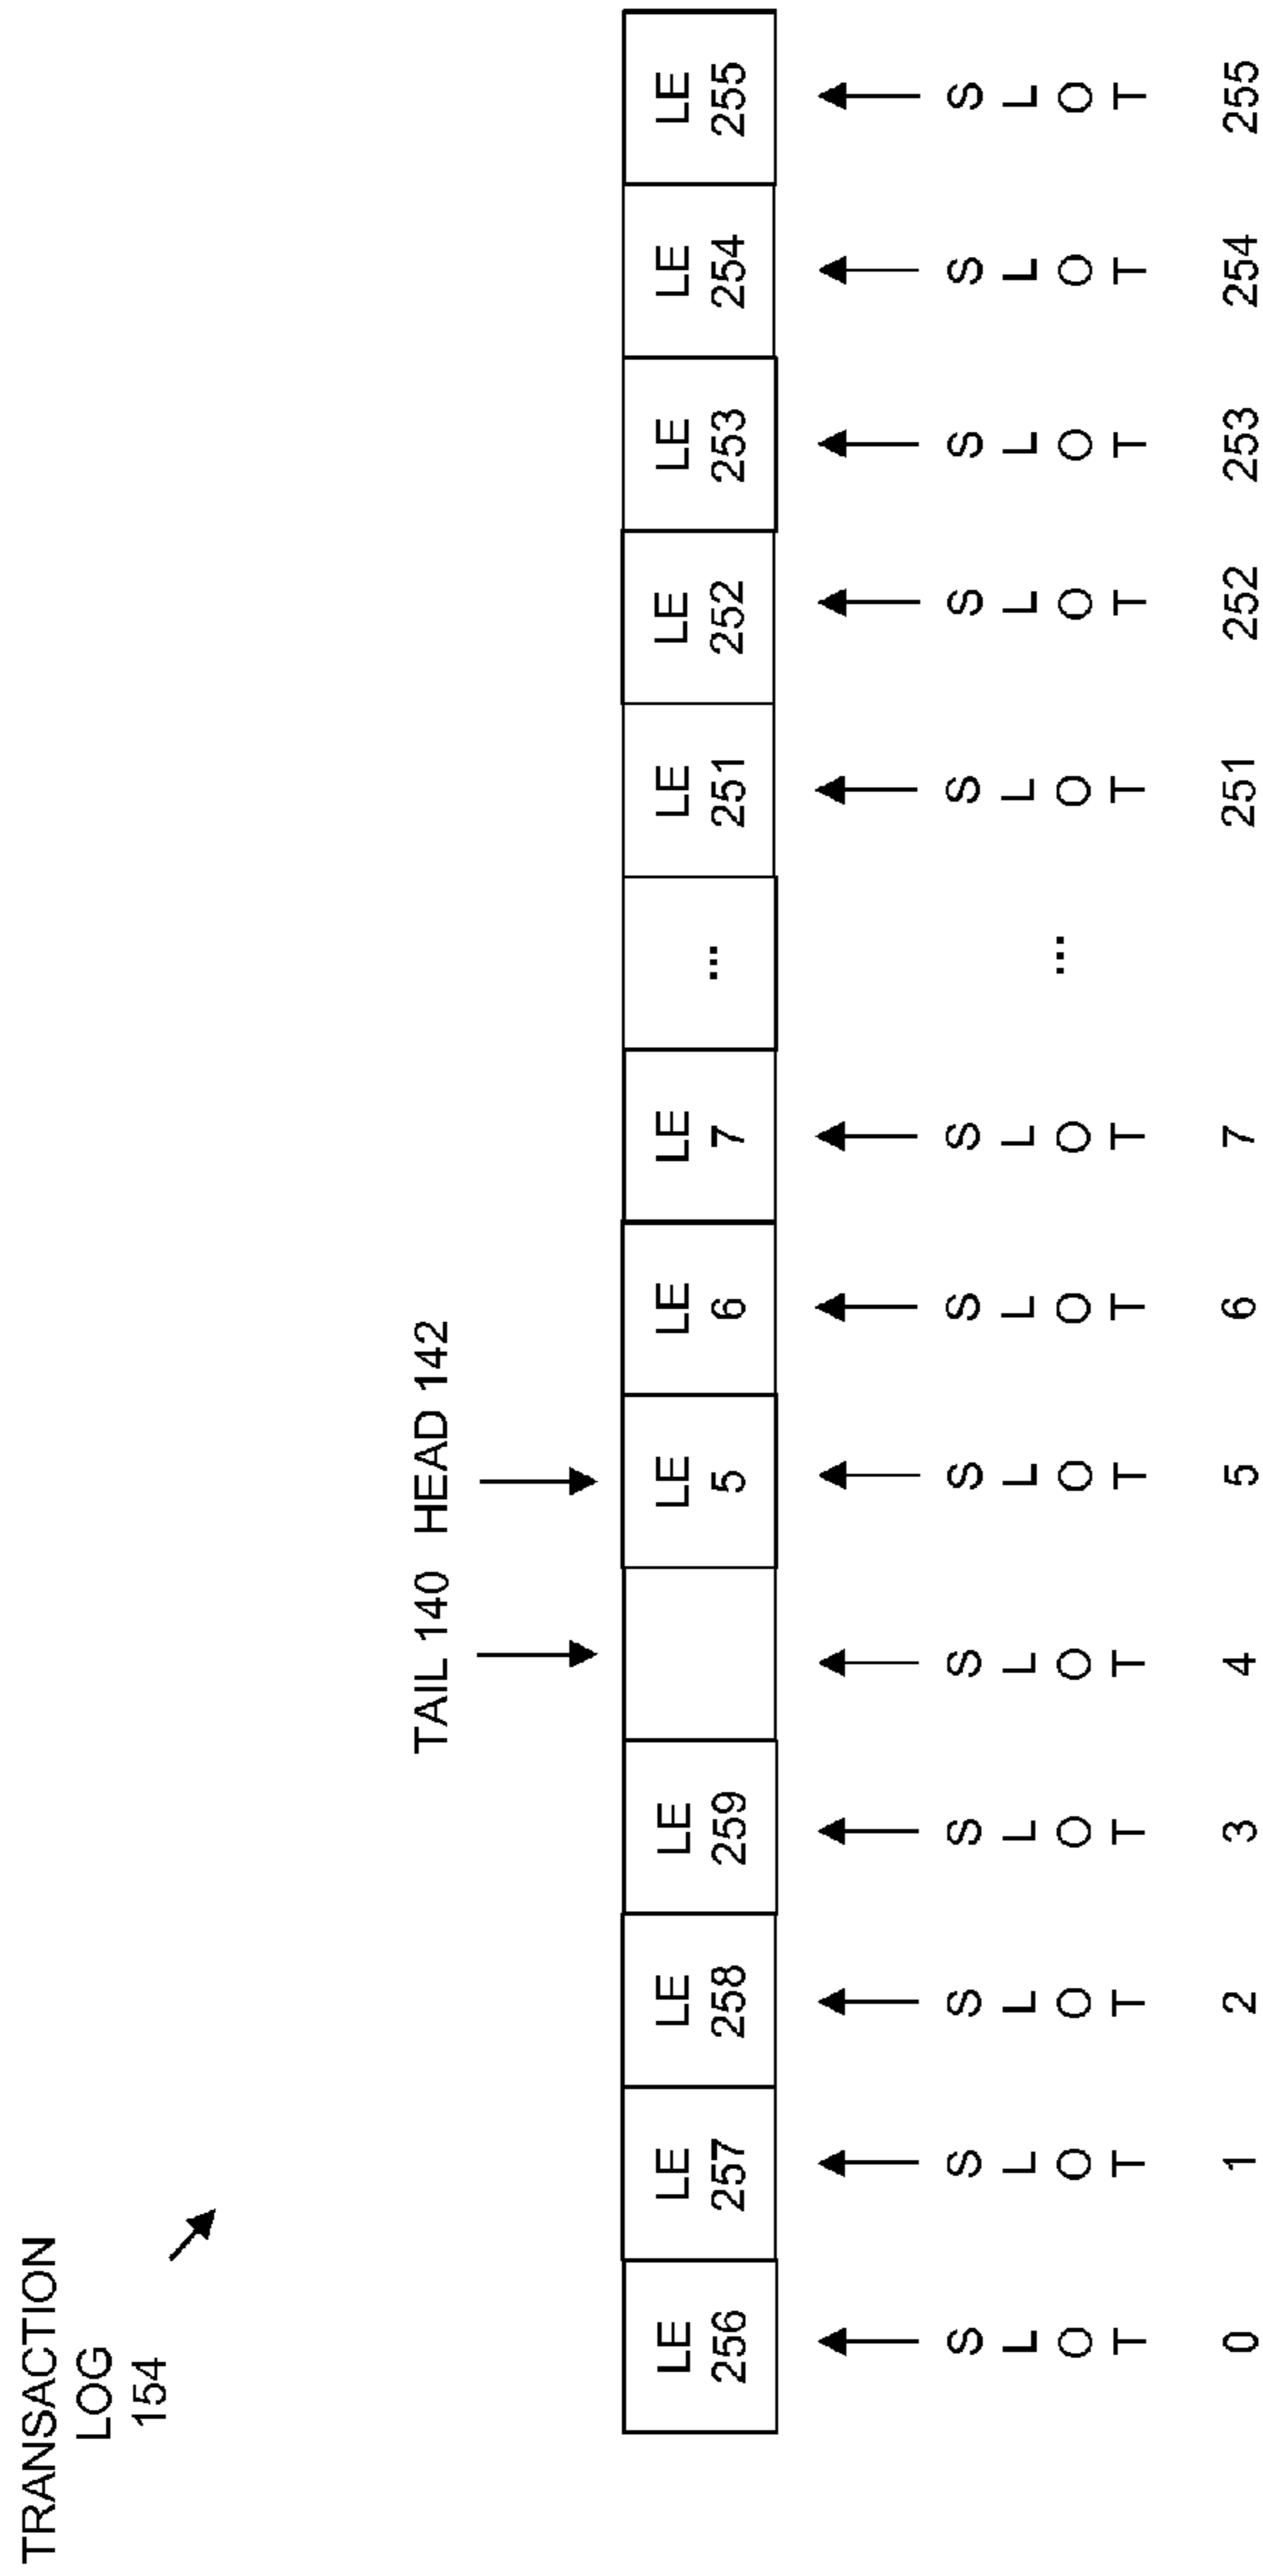 TRANSACTION
LOG
154
TAIL 140 HEAD 142
LE
256
LE
257
LE
258
LE
259
LE
5
LE
6
LE
7
...
LE
251
LE
252
LE
253
LE
254
LE
255
SLOT
0
SLOT
1
SLOT
2
SLOT
3
SLOT
4
SLOT
5
SLOT
6
SLOT
7
...
SLOT
251
SLOT
252
SLOT
253
SLOT
254
SLOT
255